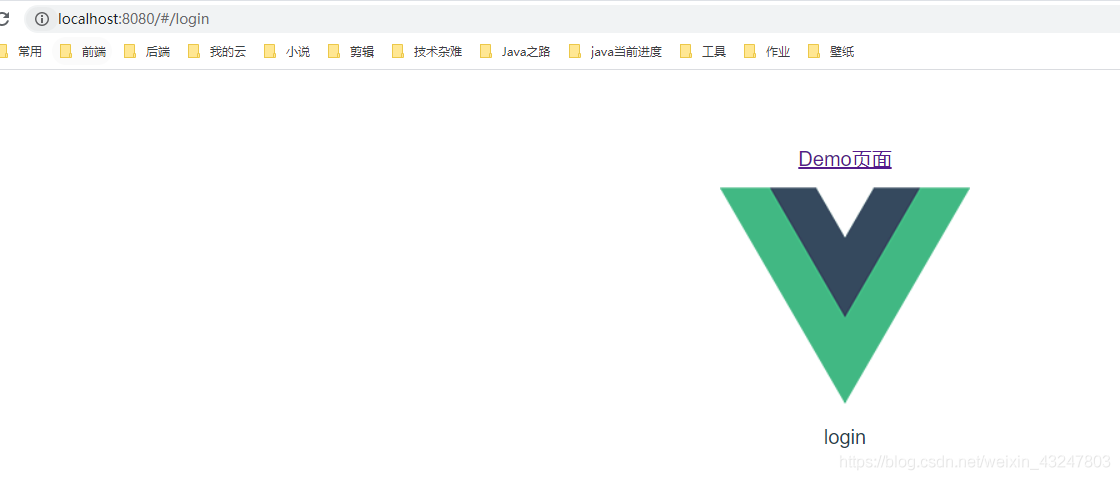 localhost:8080/#/login
常用 前端 后端 我的云 小说 剪辑 技术杂难 Java之路 java当前进度 工具 作业 壁纸
Demo页面
login
https://blog.csdn.net/weixin_43247803